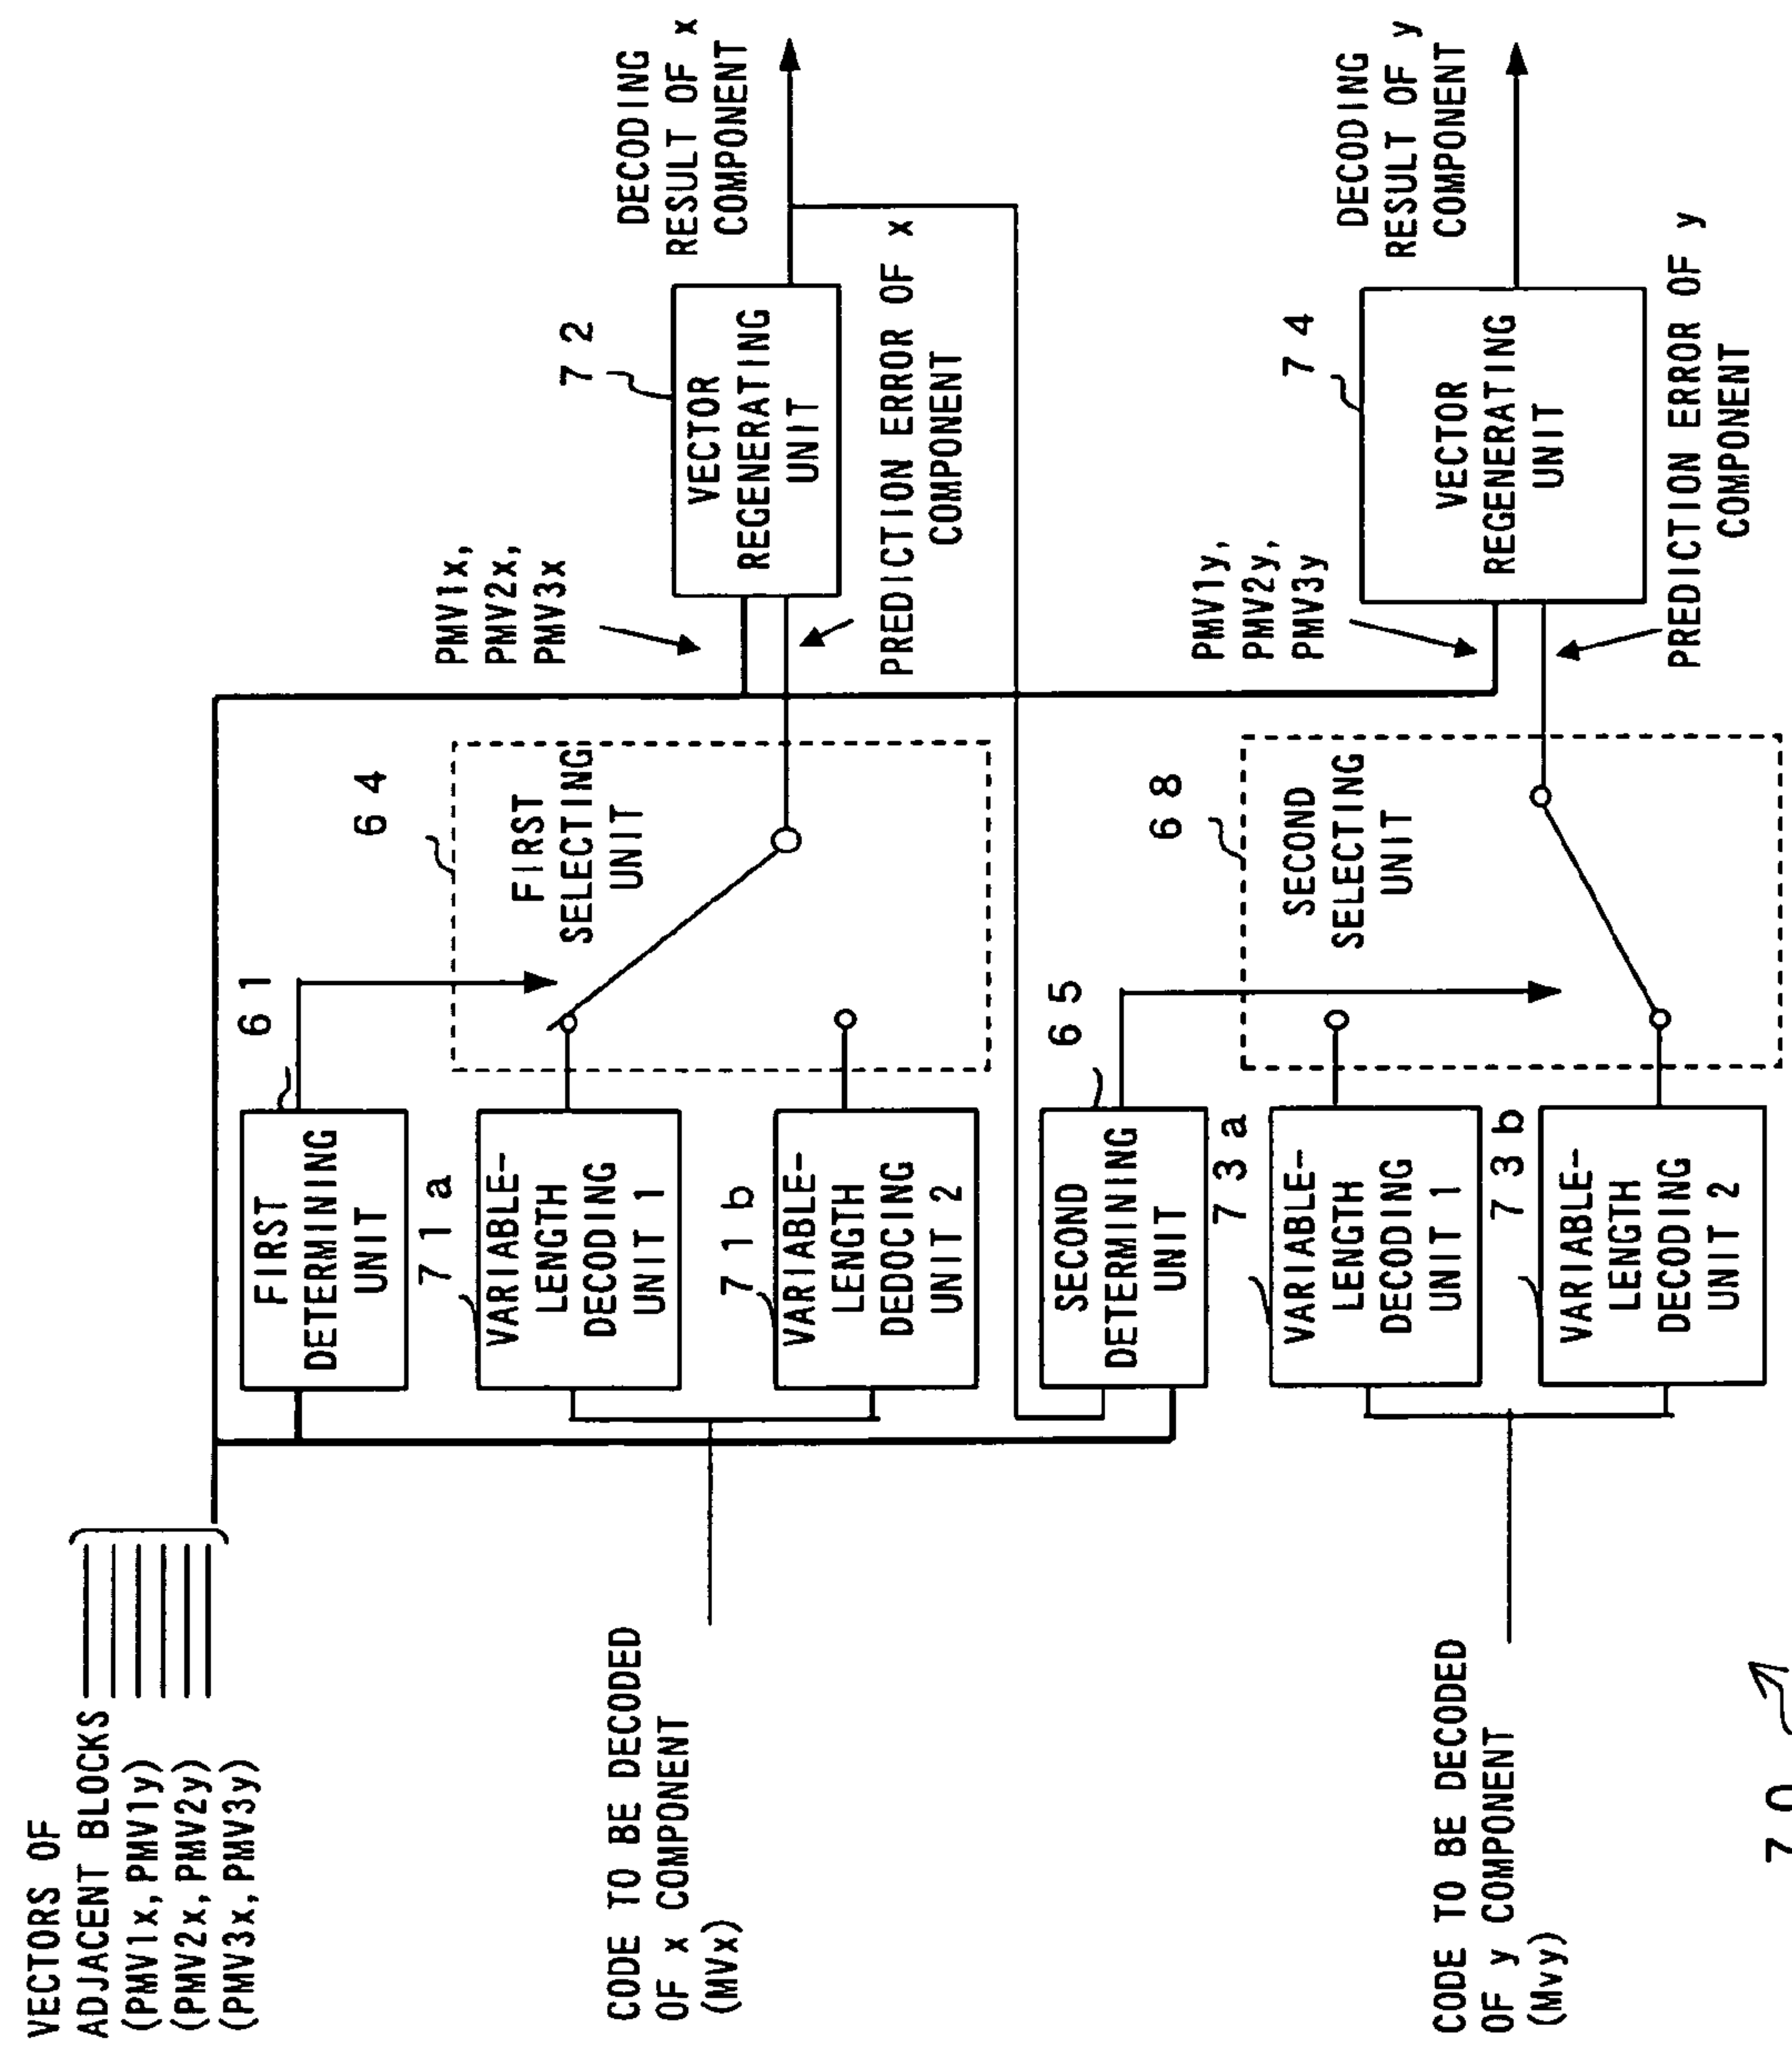 VECTORS OF
ADJACENT BLOCKS
(PMV1x,PMV1y)
(PMV2x,PMV2y)
(PMV3x,PMV3y)
61
FIRST
DETERMINING
UNIT
64
FIRST
SELECTING
UNIT
PMV1x,
PMV2x,
PMV3x
72
VECTOR
REGENERATING
UNIT
DECODING
RESULT OF x
COMPONENT
71a
VARIABLE-
LENGTH
DECODING
UNIT 1
CODE TO BE DECODED
OF x COMPONENT
(MVx)
71b
VARIABLE-
LENGTH
DEDOCING
UNIT 2
PREDICTION ERROR OF x
COMPONENT
65
SECOND
DETERMINING
UNIT
68
SECOND
SELECTING
UNIT
PMV1y,
PMV2y,
PMV3y
74
VECTOR
REGENERATING
UNIT
DECODING
RESULT OF y
COMPONENT
73a
VARIABLE-
LENGTH
DECODING
UNIT 1
CODE TO BE DECODED
OF y COMPONENT
(Mvy)
73b
VARIABLE-
LENGTH
DECODING
UNIT 2
PREDICTION ERROR OF y
COMPONENT
70